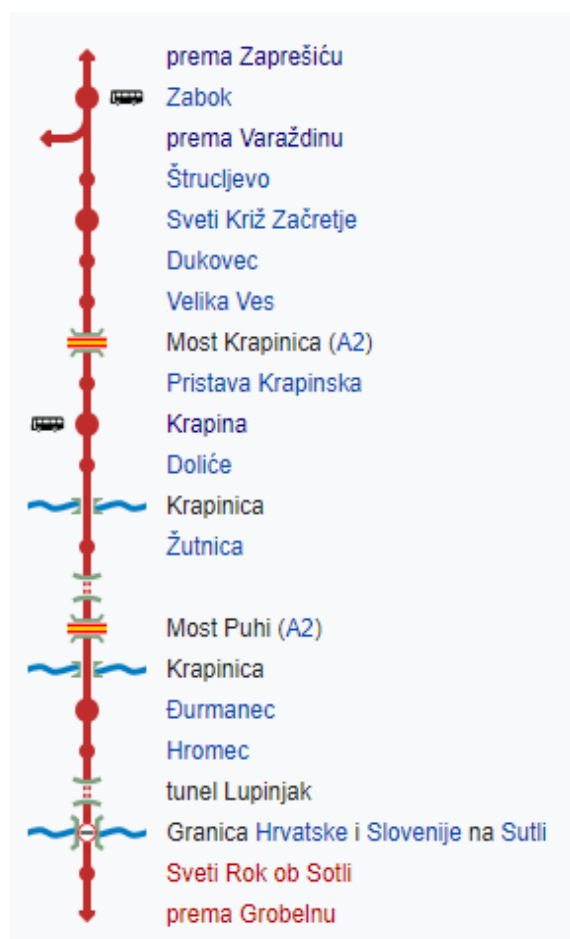 prema Zaprešiću
Zabok
prema Varaždinu
Štrucljevo
Sveti Križ Začretje
Dukovec
Velika Ves
Most Krapinica (A2)
Pristava Krapinska
Krapina
Doliće
Krapinica
Žutnica
Most Puhi (A2)
Krapinica
Đurmanec
Hromec
tunel Lupinjak
Granica Hrvatske i Slovenije na Sutli
Sveti Rok ob Sotli
prema Grobelnu